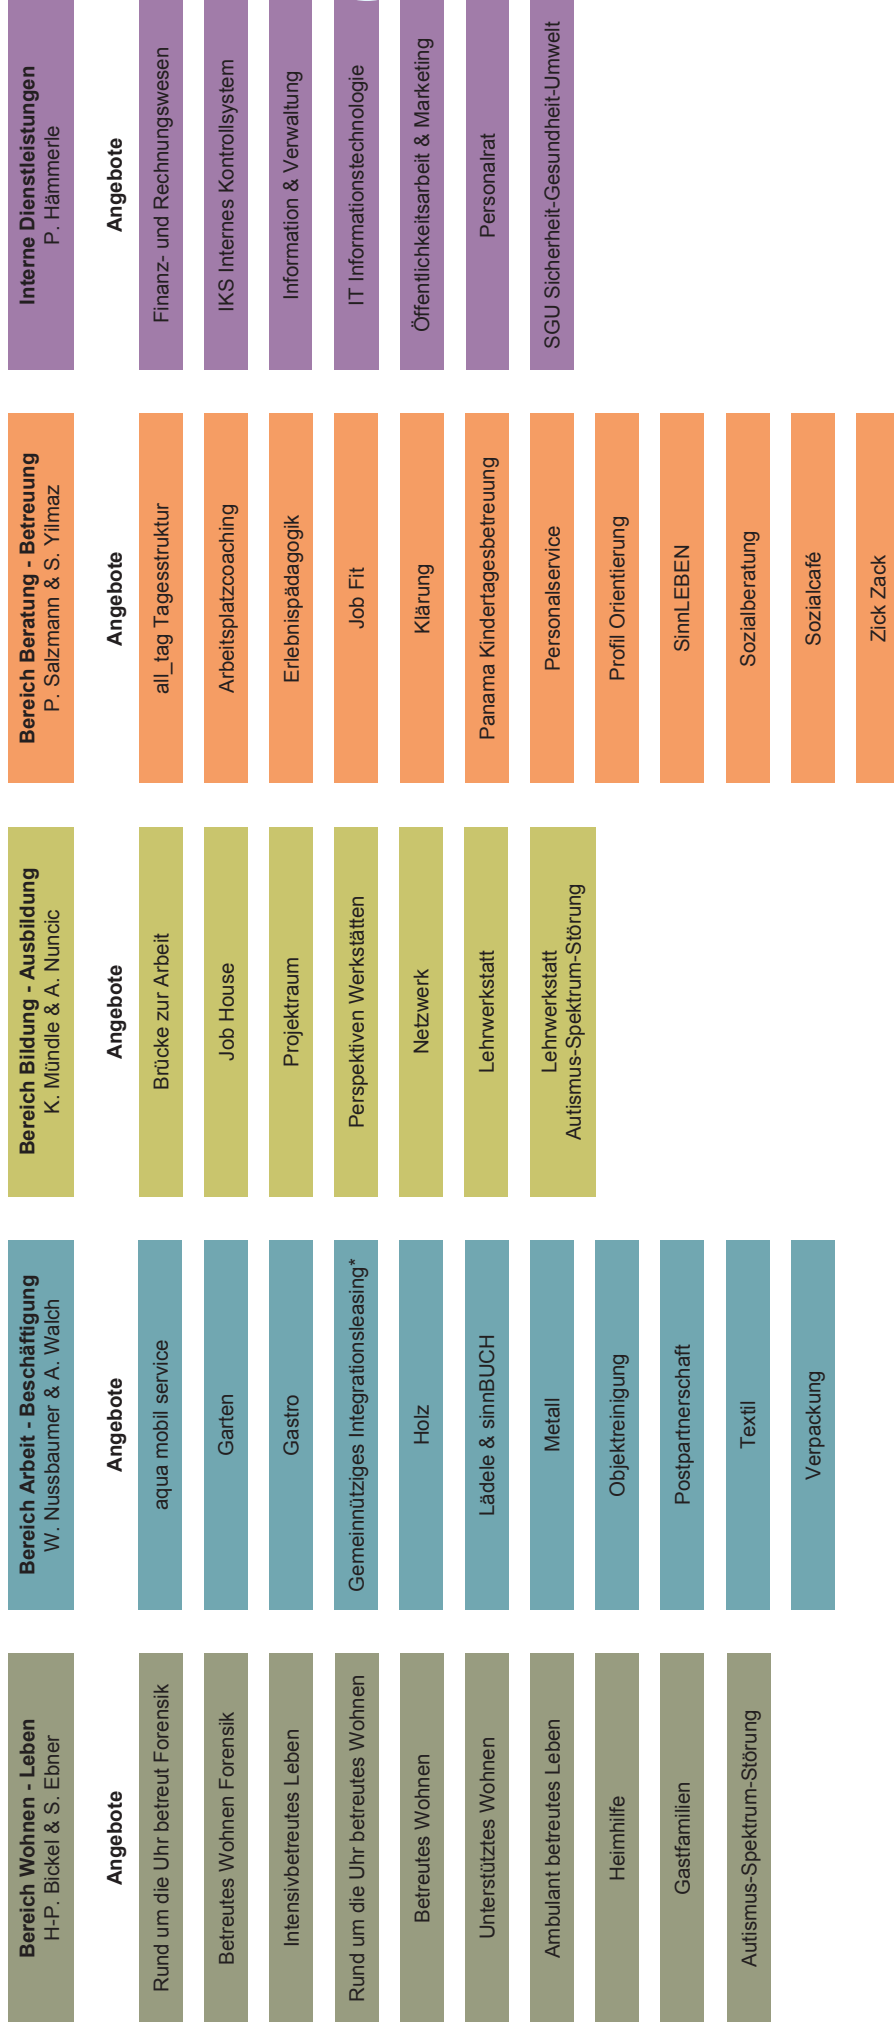 Bereich Wohnen - Leben
H-P. Bickel & S. Ebner
Angebote
Rund um die Uhr betreut Forensik
Betreutes Wohnen Forensik
Intensivbetreutes Leben
Rund um die Uhr betreutes Wohnen
Betreutes Wohnen
Unterstütztes Wohnen
Ambulant betreutes Leben
Heimhilfe
Gastfamilien
Autismus-Spektrum-Störung
Bereich Arbeit - Beschäftigung
W. Nussbaumer & A. Walch
Angebote
aqua mobil service
Garten
Gastro
Gemeinnütziges Integrationsleasing*
Holz
Lädele & sinnBUCH
Metall
Objektreinigung
Postpartnerschaft
Textil
Verpackung
Bereich Bildung - Ausbildung
K. Mündle & A. Nuncic
Angebote
Brücke zur Arbeit
Job House
Projektraum
Perspektiven Werkstätten
Netzwerk
Lehrwerkstatt
Lehrwerkstatt
Autismus-Spektrum-Störung
Bereich Beratung - Betreuung
P. Salzmann & S. Yilmaz
Angebote
all_tag Tagesstruktur
Arbeitsplatzcoaching
Erlebnispädagogik
Job Fit
Klärung
Panama Kindertagesbetreuung
Personalservice
Profil Orientierung
SinnLEBEN
Sozialberatung
Sozialcafé
Zick Zack
Interne Dienstleistungen
P. Hämmerle
Angebote
Finanz- und Rechnungswesen
IKS Internes Kontrollsystem
Information & Verwaltung
IT Informationstechnologie
Öffentlichkeitsarbeit & Marketing
Personalrat
SGU Sicherheit-Gesundheit-Umwelt